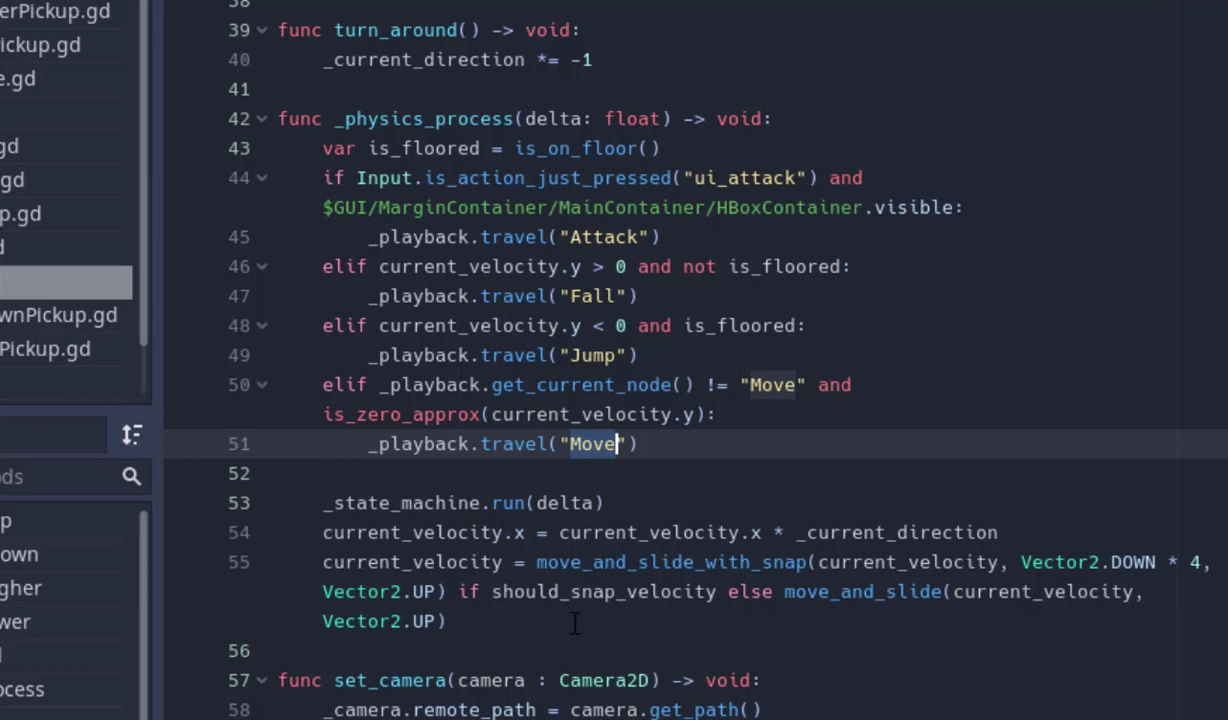 erPickup.gd
ickup.gd
e.gd
gd
gd
p.gd
d
wnPickup.gd
Pickup.gd
ds
p
own
gher
wer
ocess
38
39 func turn_around() -> void:
40 _current_direction *= -1
41
42 func _physics_process(delta: float) -> void:
43 var is_floored = is_on_floor()
44 if Input.is_action_just_pressed("ui_attack") and
$GUI/MarginContainer/MainContainer/HBoxContainer.visible:
45 _playback.travel("Attack")
46 elif current_velocity.y > 0 and not is_floored:
47 _playback.travel("Fall")
48 elif current_velocity.y < 0 and is_floored:
49 _playback.travel("Jump")
50 elif _playback.get_current_node() != "Move" and
is_zero_approx(current_velocity.y):
51 _playback.travel("Move")
52
53 _state_machine.run(delta)
54 current_velocity.x = current_velocity.x * _current_direction
55 current_velocity = move_and_slide_with_snap(current_velocity, Vector2.DOWN * 4,
Vector2.UP) if should_snap_velocity else move_and_slide(current_velocity,
Vector2.UP)
56
57 func set_camera(camera : Camera2D) -> void:
58 _camera.remote_path = camera.get_path()